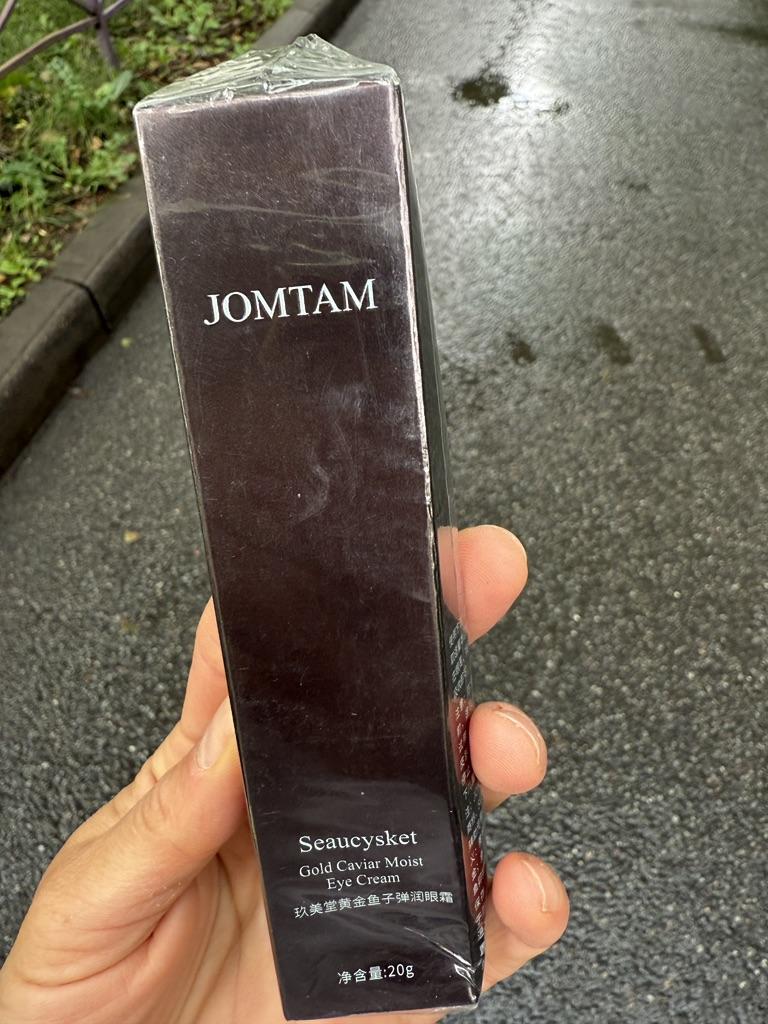 JOMTAM
Seaucysket
Gold Caviar Moist
Eye Cream
玖美堂黄金鱼子弹润眼霜
净含量:20g